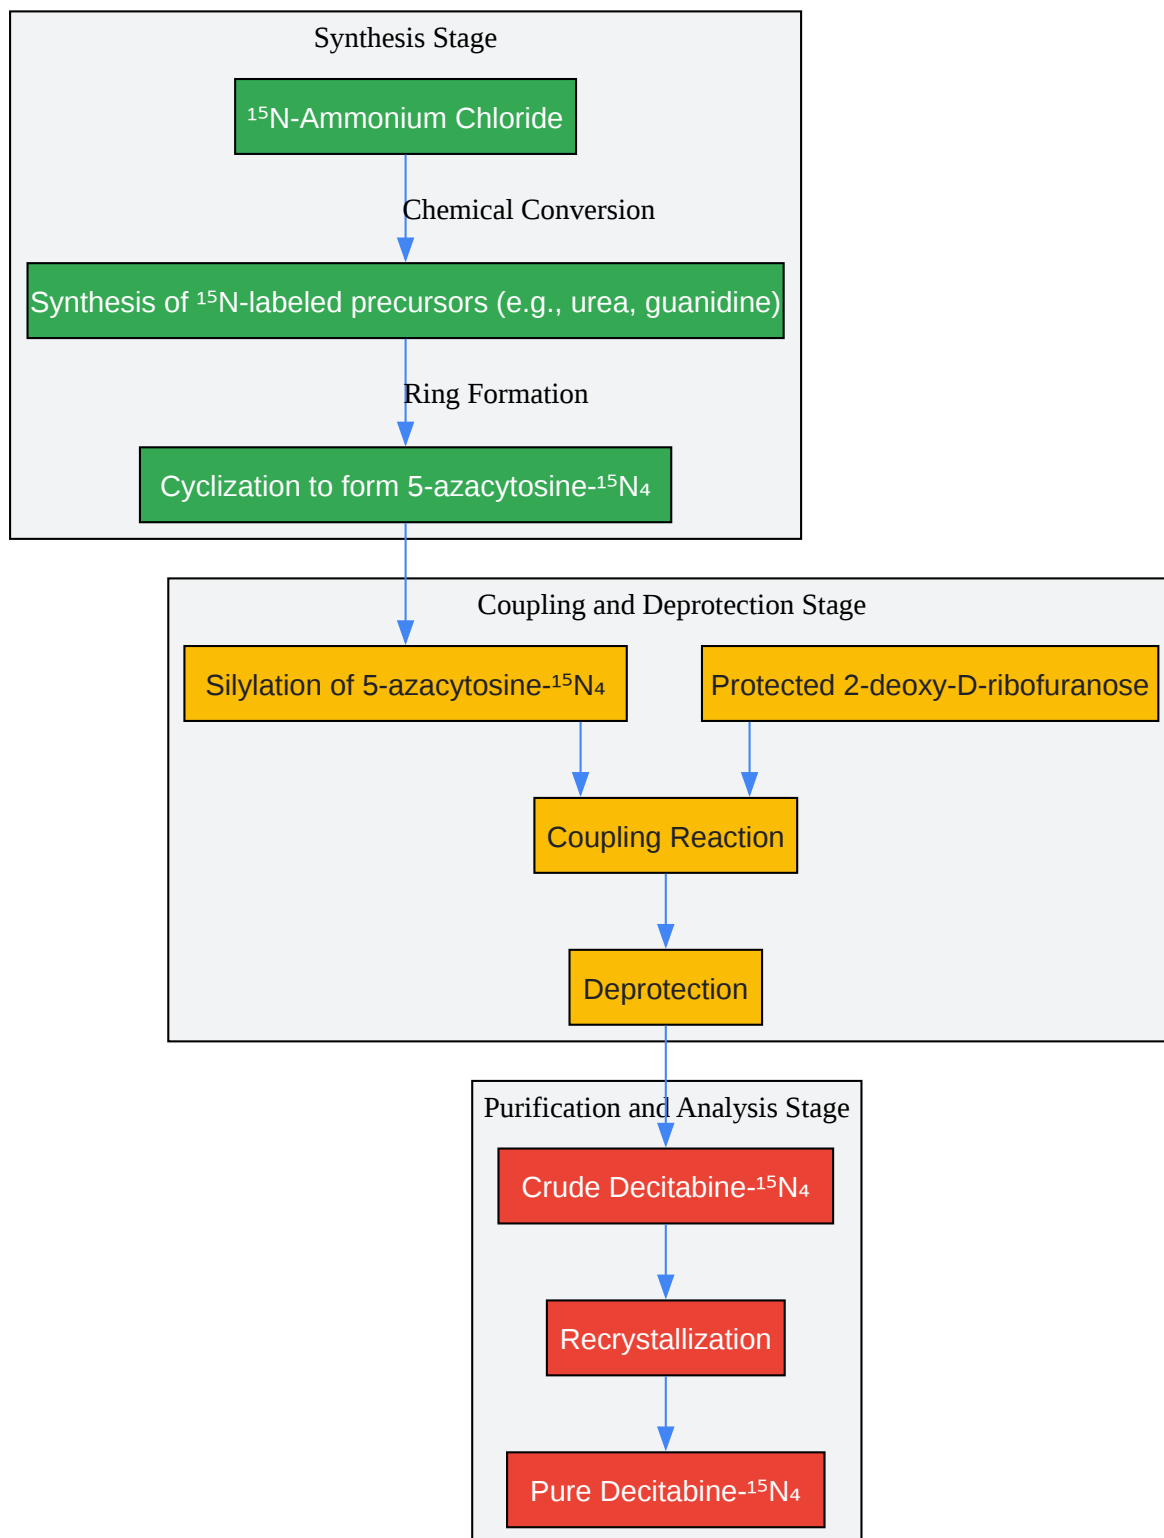 Synthesis Stage
¹⁵N-Ammonium Chloride
Chemical Conversion
Synthesis of ¹⁵N-labeled precursors (e.g., urea, guanidine)
Ring Formation
Cyclization to form 5-azacytosine-¹⁵N₄
Coupling and Deprotection Stage
Silylation of 5-azacytosine-¹⁵N₄
Protected 2-deoxy-D-ribofuranose
Coupling Reaction
Deprotection
Purification and Analysis Stage
Crude Decitabine-¹⁵N₄
Recrystallization
Pure Decitabine-¹⁵N₄